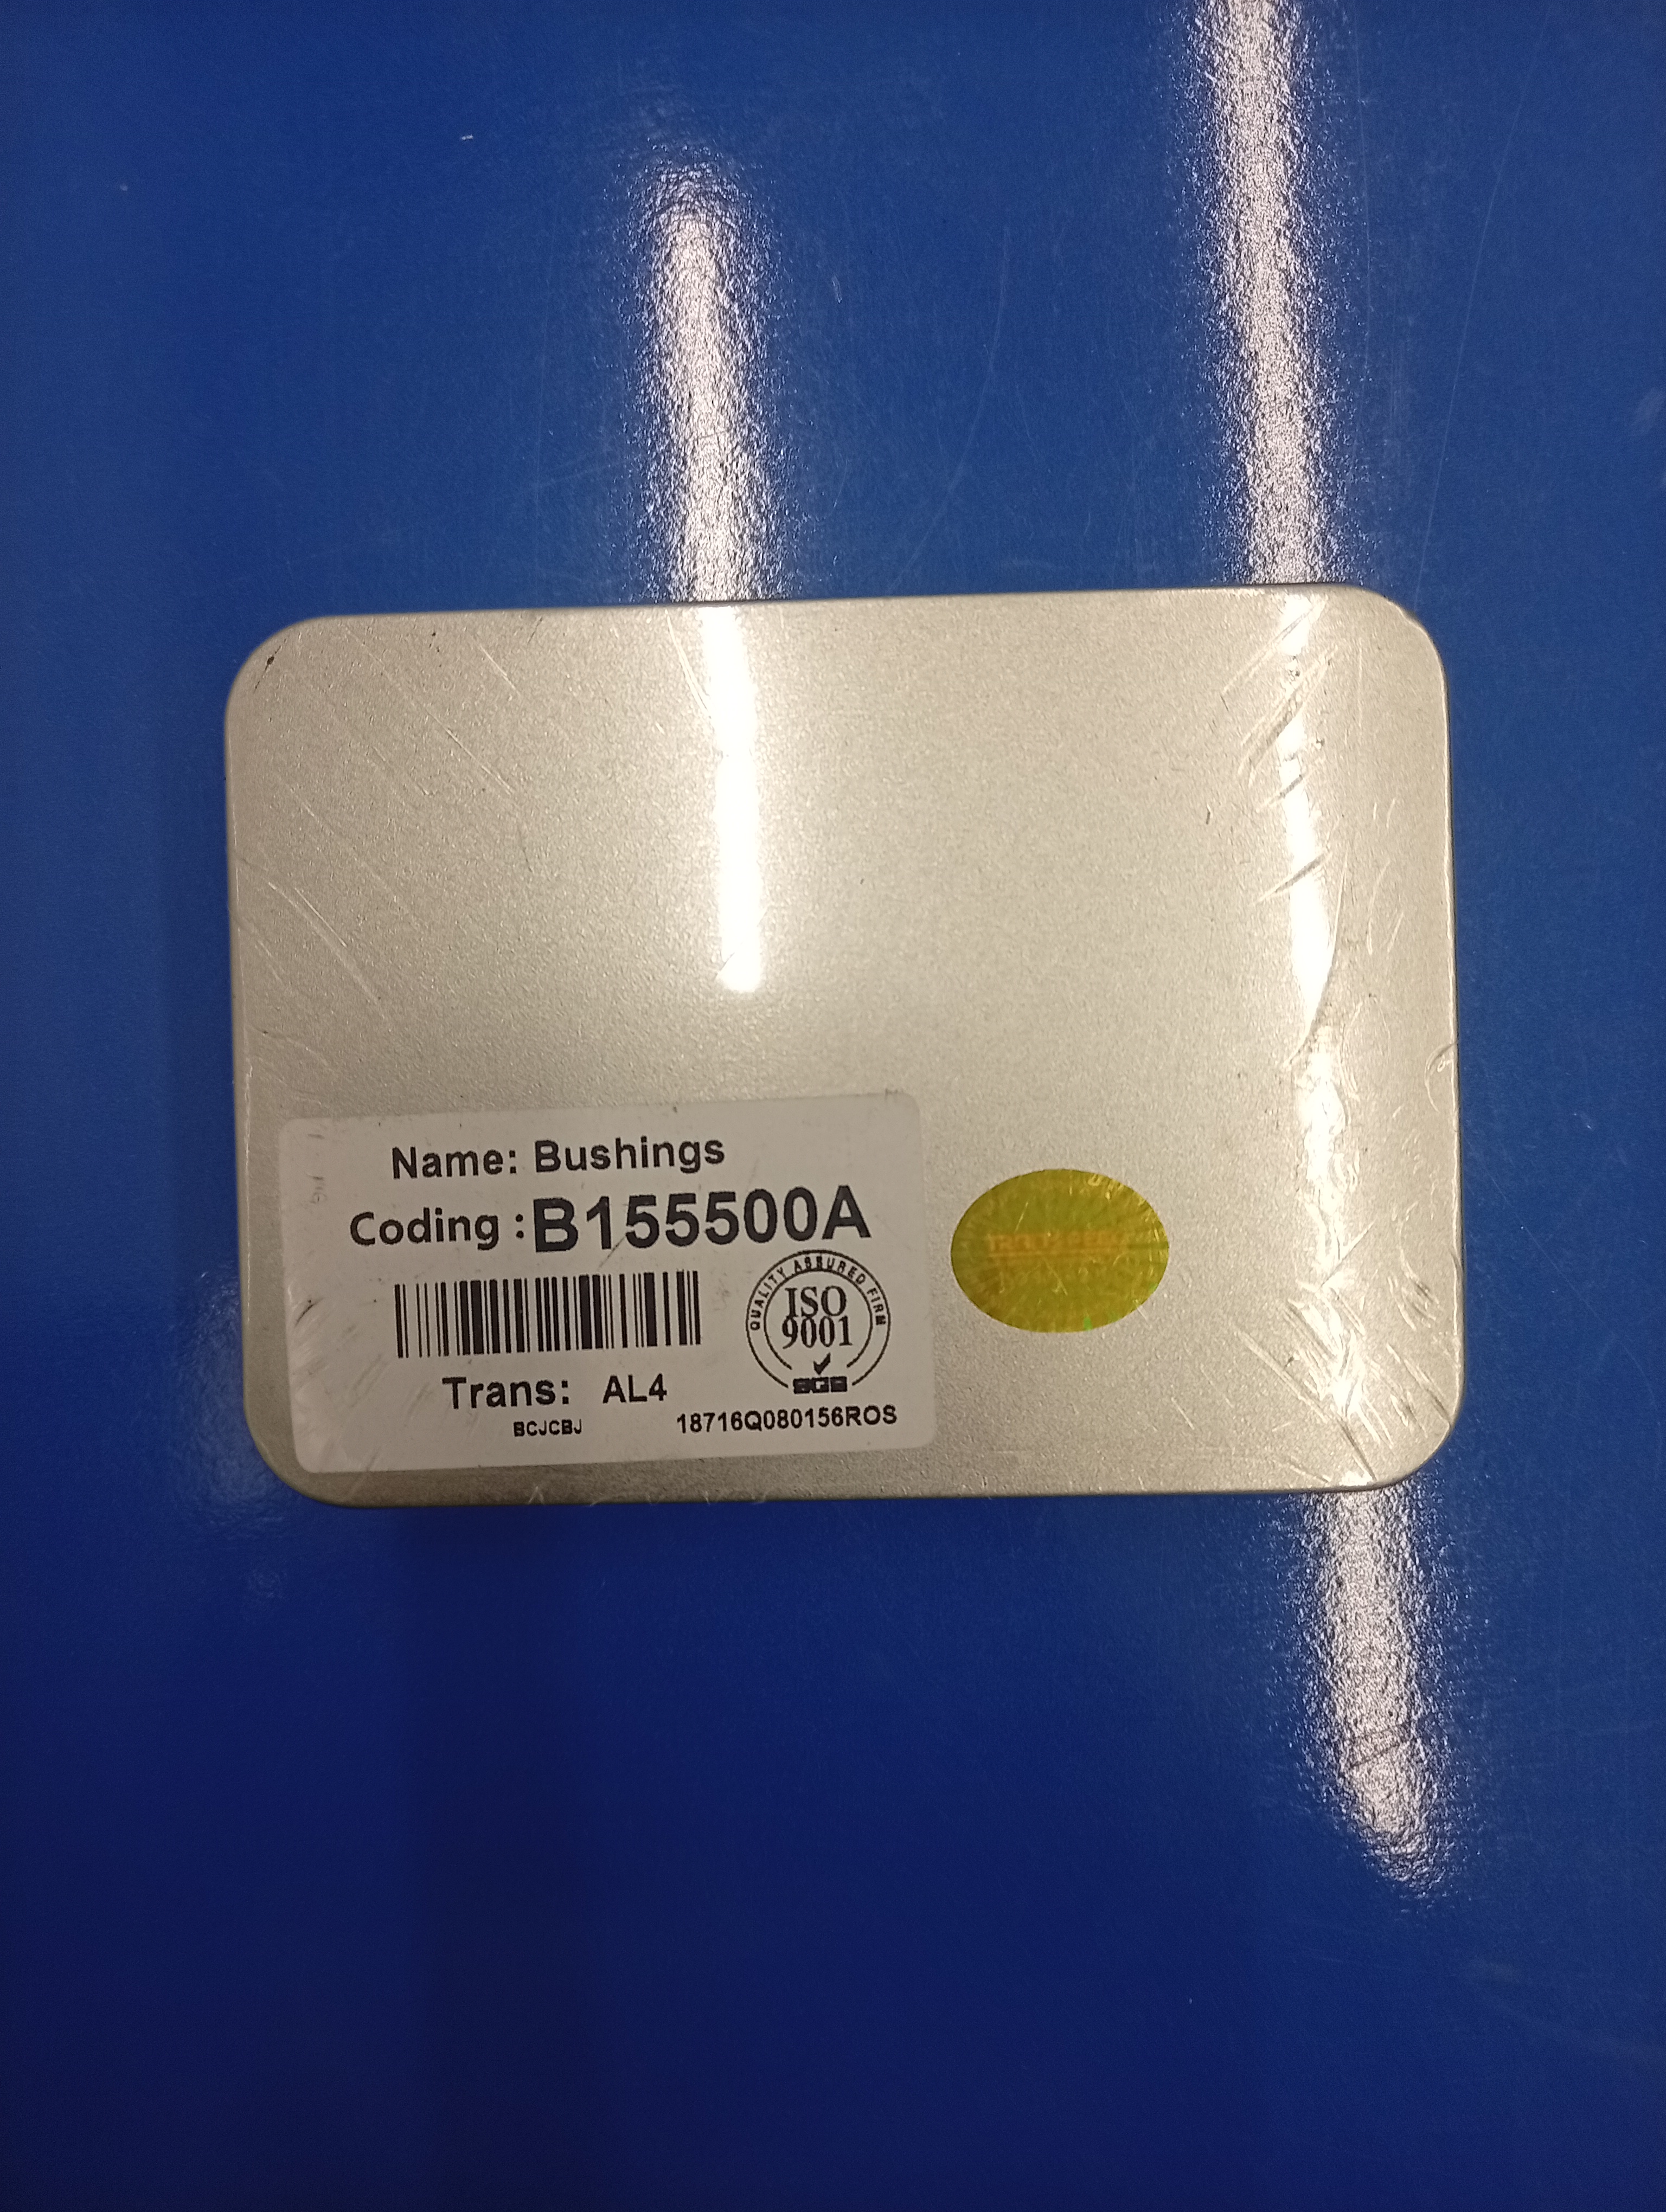 Name: Bushings
Coding :B155500A
QUALITY ASSURED FIRM
ISO
9001
SGS
Trans: AL4
BCJCBJ
18716Q080156ROS